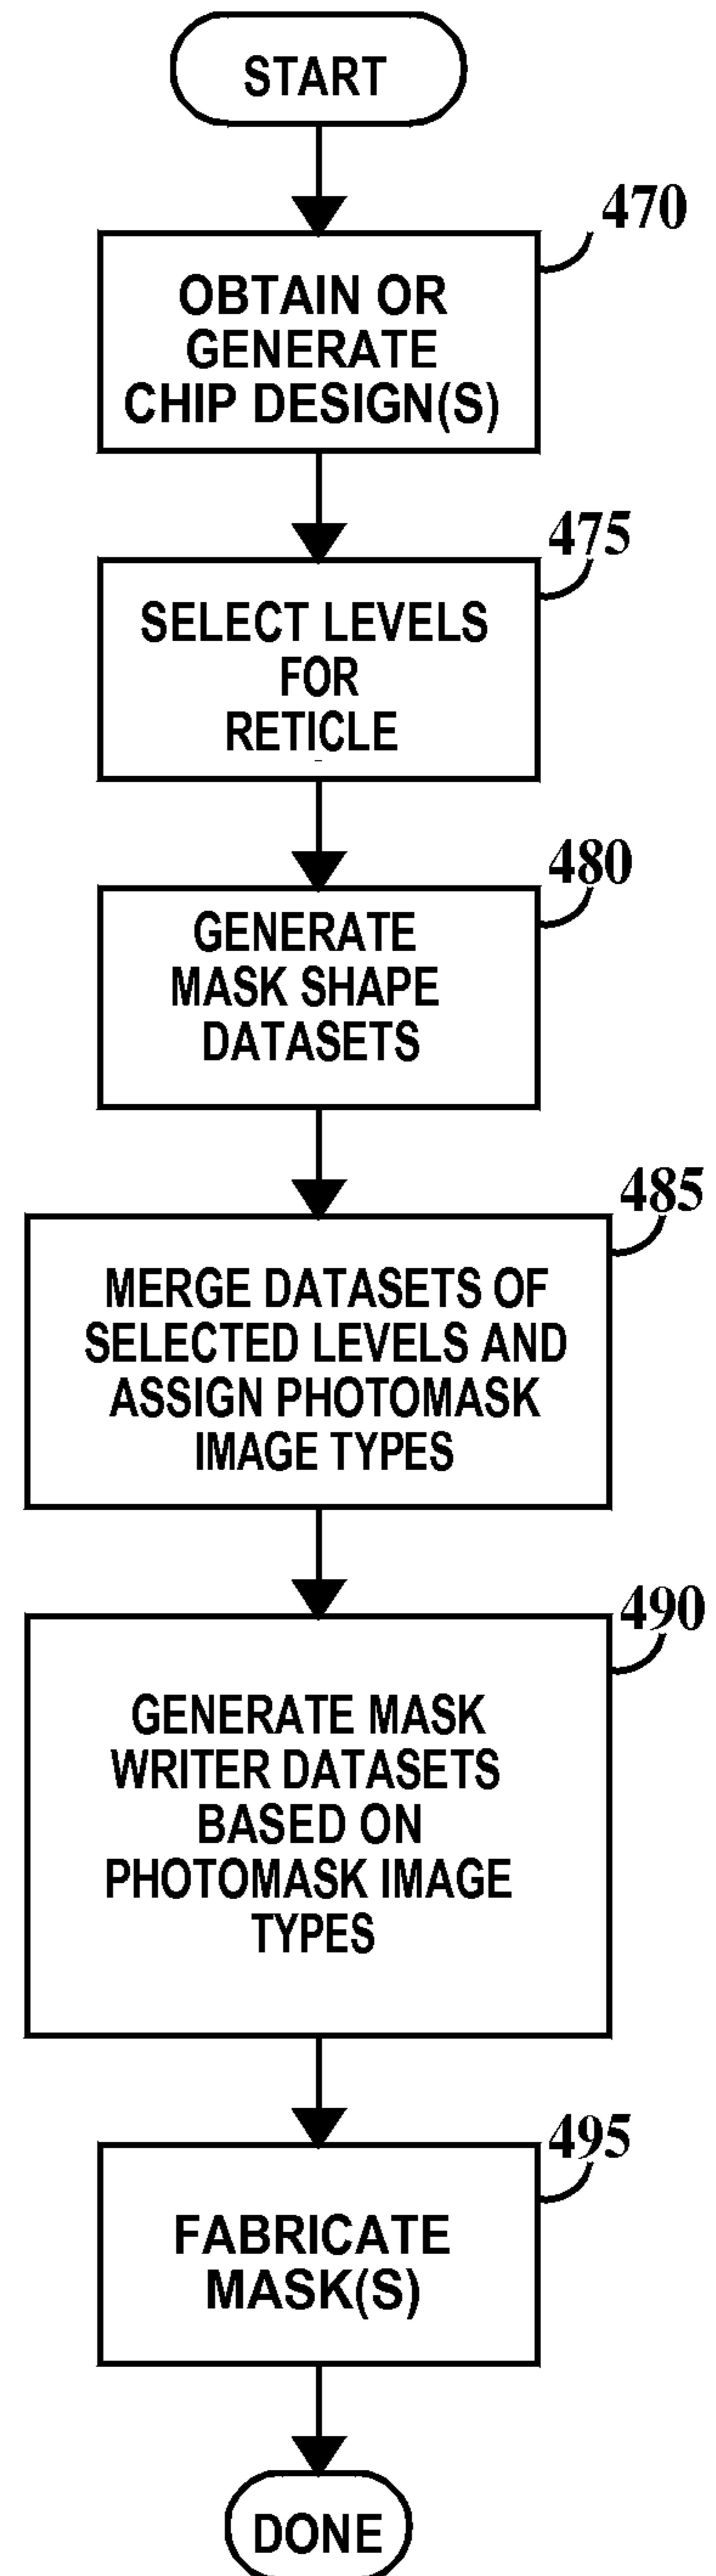 START
470
OBTAIN OR
GENERATE
CHIP DESIGN(S)
475
SELECT LEVELS
FOR
RETICLE
480
GENERATE
MASK SHAPE
DATASETS
485
MERGE DATASETS OF
SELECTED LEVELS AND
ASSIGN PHOTOMASK
IMAGE TYPES
490
GENERATE MASK
WRITER DATASETS
BASED ON
PHOTOMASK IMAGE
TYPES
495
FABRICATE
MASK(S)
DONE